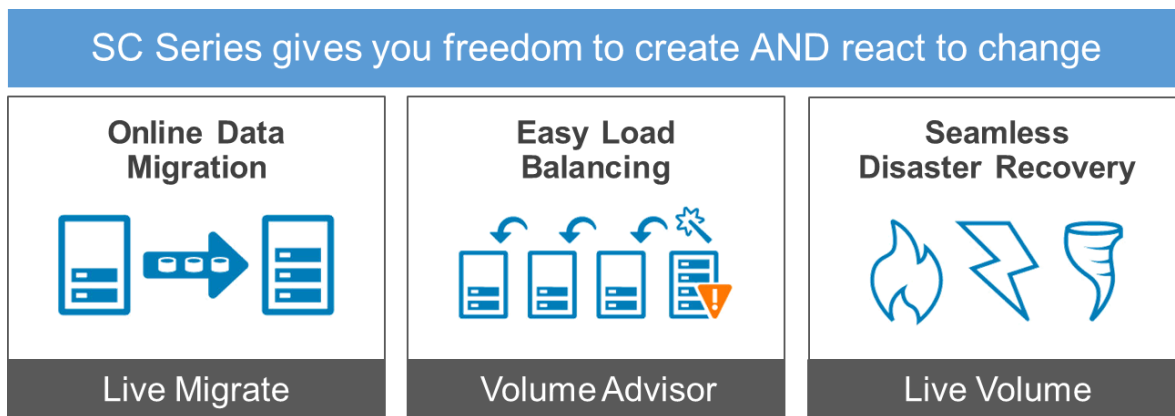 SC Series gives you freedom to create AND react to change
Online Data
Migration
Live Migrate
Easy Load
Balancing
Volume Advisor
Seamless
Disaster Recovery
Live Volume